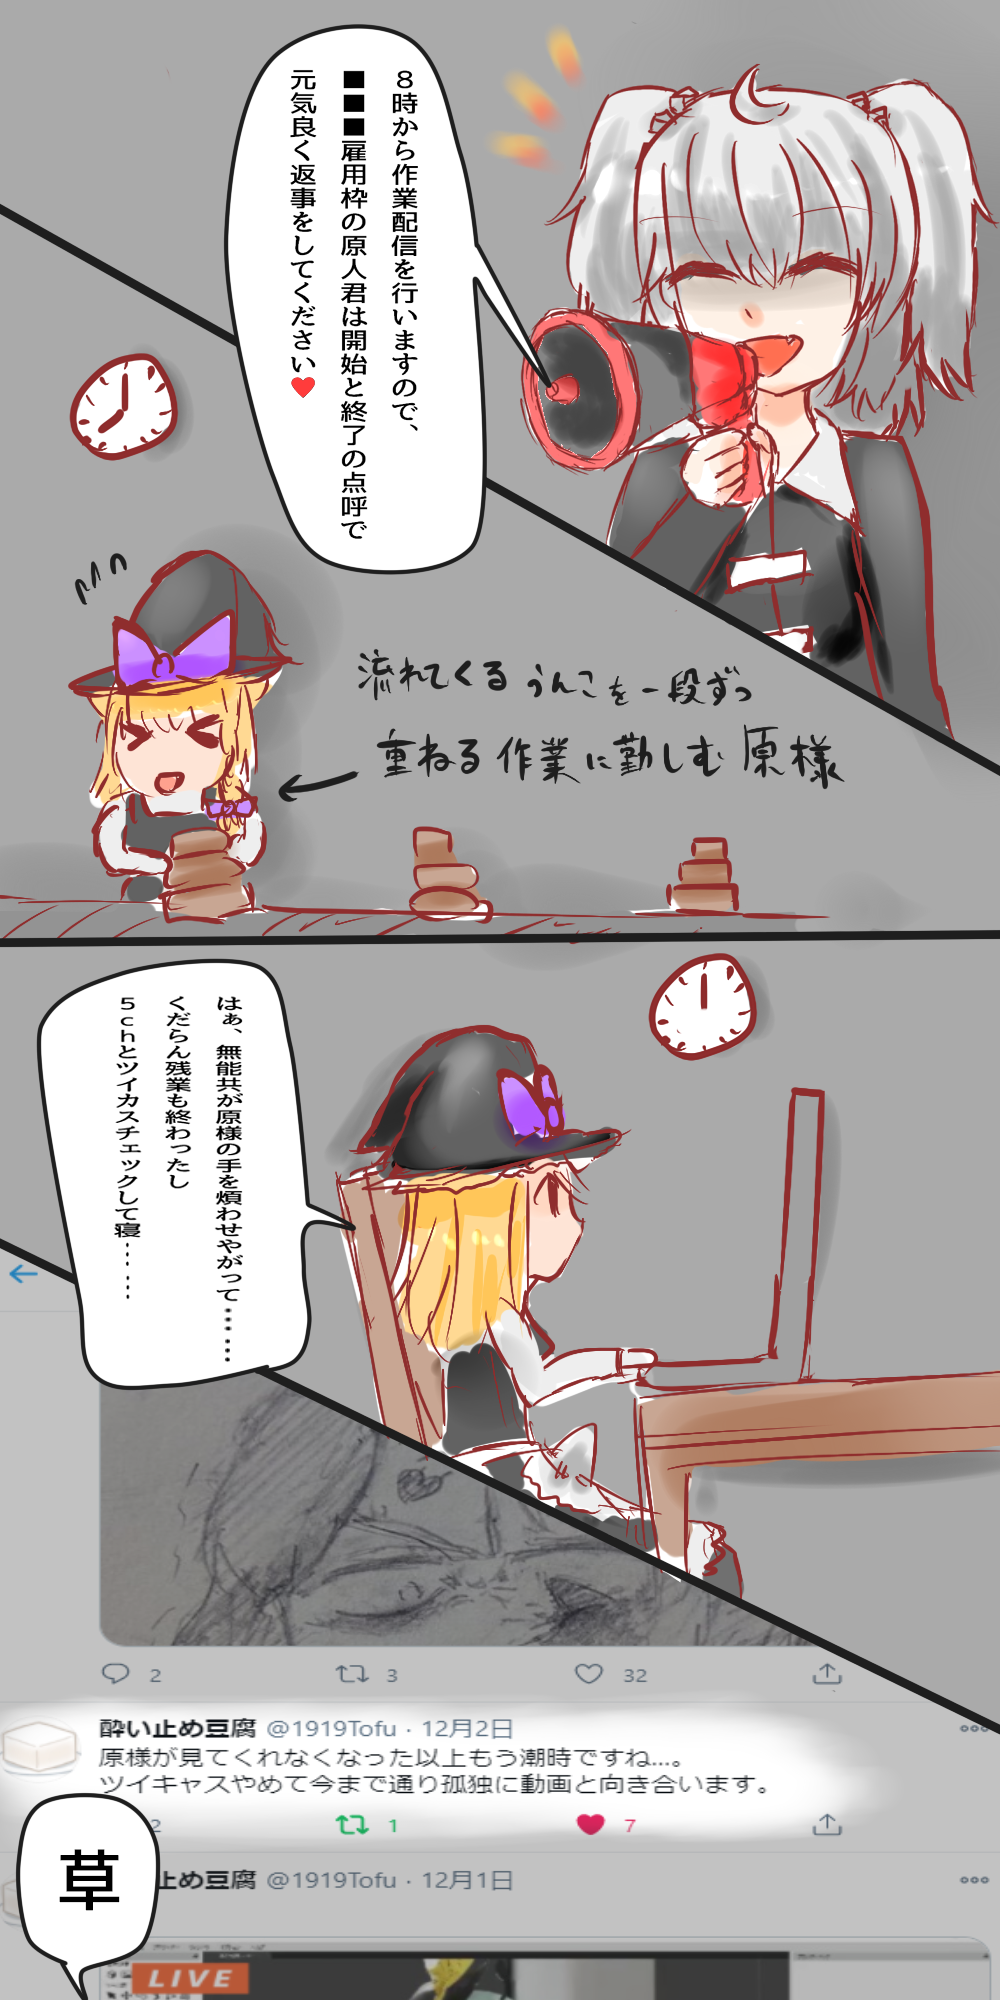 8時から作業配信を行いますので、
■■■雇用枠の原人君は開始と終了の点呼で
元気良く返事をしてください♥
流れてくるうんこを一段ずつ
重ねる作業に勤しむ原様
はぁ、無能共が原様の手を煩わせやがって……
くだらん残業も終わったし
5chとツイカスチェックして寝……
2
3
32
酔い止め豆腐 @1919Tofu · 12月2日
原様が見てくれなくなった以上もう潮時ですね…。
ツイキャスやめて今まで通り孤独に動画と向き合います。
2
1
7
草
止め豆腐 @1919Tofu · 12月1日
LIVE